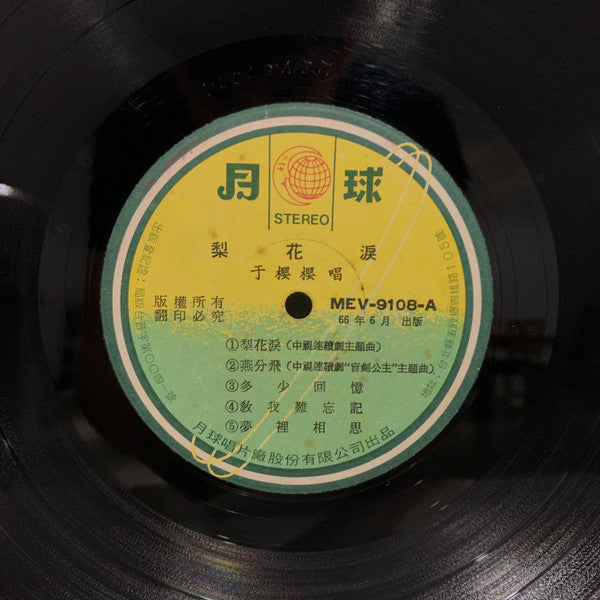 月球
STEREO
梨花淚
于櫻櫻唱
版權所有
翻印必究
MEV-9108-A
66年6月 出版
①梨花淚(中視連續劇主題曲)
②燕分飛(中視連續劇"盲劍公主"主題曲)
③多少回憶
④教我難忘記
⑤夢裡相思
月球唱片廠股份有限公司出品